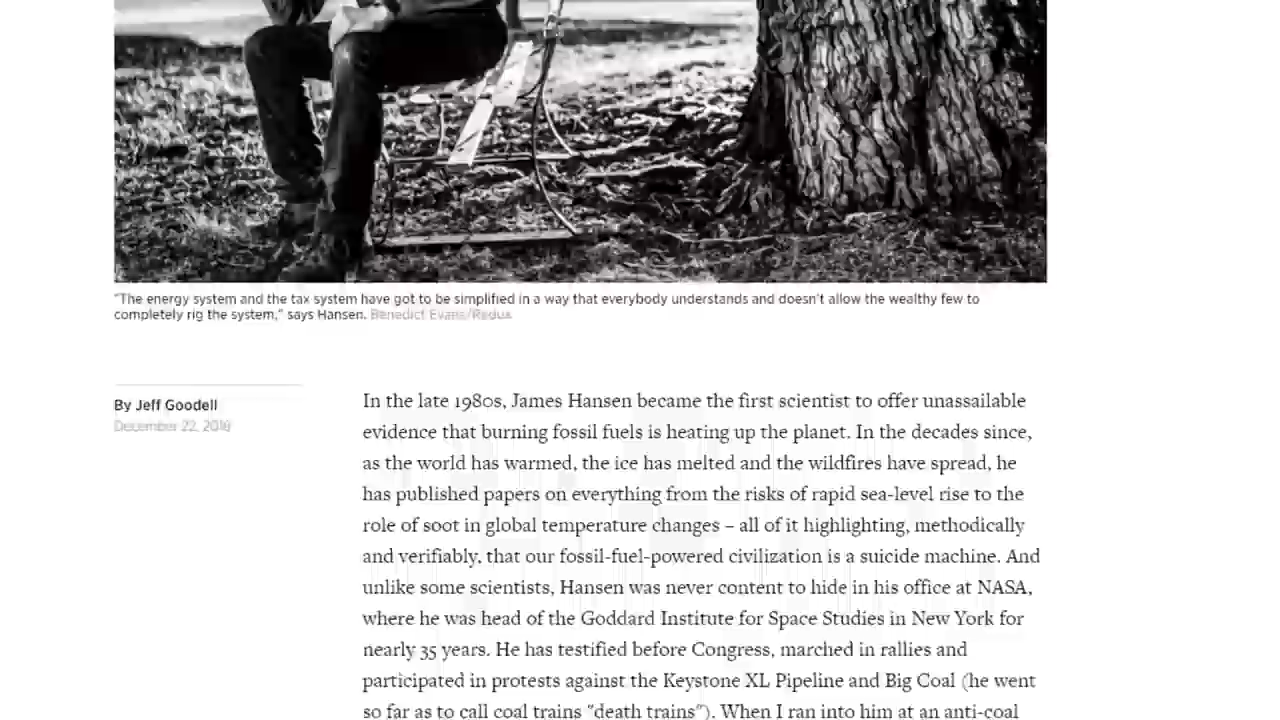 "The energy system and the tax system have got to be simplified in a way that everybody understands and doesn't allow the wealthy few to
completely rig the system," says Hansen. Benedict Evans/Redux
By Jeff Goodell
December 22, 2016
In the late 1980s, James Hansen became the first scientist to offer unassailable
evidence that burning fossil fuels is heating up the planet. In the decades since,
as the world has warmed, the ice has melted and the wildfires have spread, he
has published papers on everything from the risks of rapid sea-level rise to the
role of soot in global temperature changes – all of it highlighting, methodically
and verifiably, that our fossil-fuel-powered civilization is a suicide machine. And
unlike some scientists, Hansen was never content to hide in his office at NASA,
where he was head of the Goddard Institute for Space Studies in New York for
nearly 35 years. He has testified before Congress, marched in rallies and
participated in protests against the Keystone XL Pipeline and Big Coal (he went
so far as to call coal trains "death trains"). When I ran into him at an anti-coal